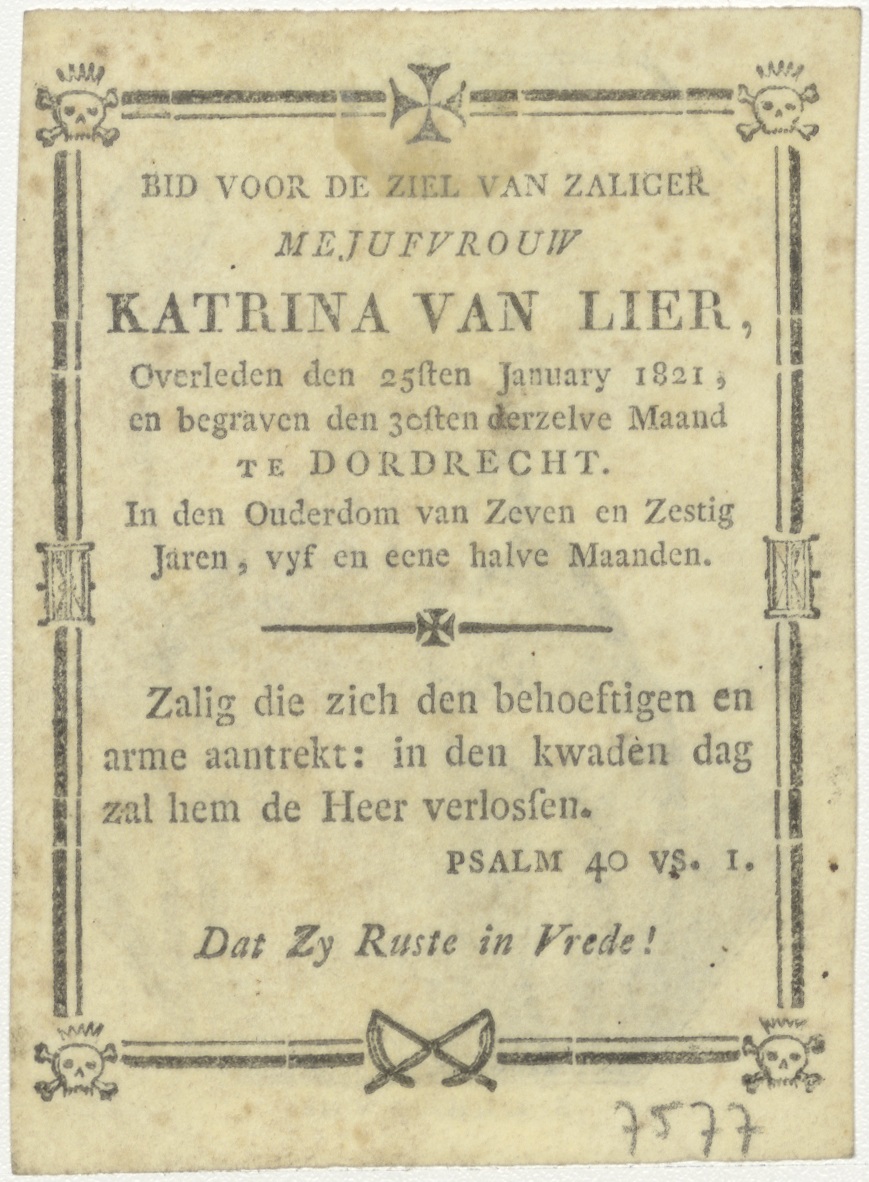 BID VOOR DE ZIEL VAN ZALIGER
MEJUFVROUW
KATRINA VAN LIER,
Overleden den 25ſten January 1821,
en begraven den 30ſten derzelve Maand
TE DORDRECHT.
In den Ouderdom van Zeven en Zestig
Jaren, vyf en eene halve Maanden.
Zalig die zich den behoeftigen en
arme aantrekt: in den kwaden dag
zal hem de Heer verlosſen.
PSALM 40 VS. 1.
Dat Zy Ruste in Vrede!
7577